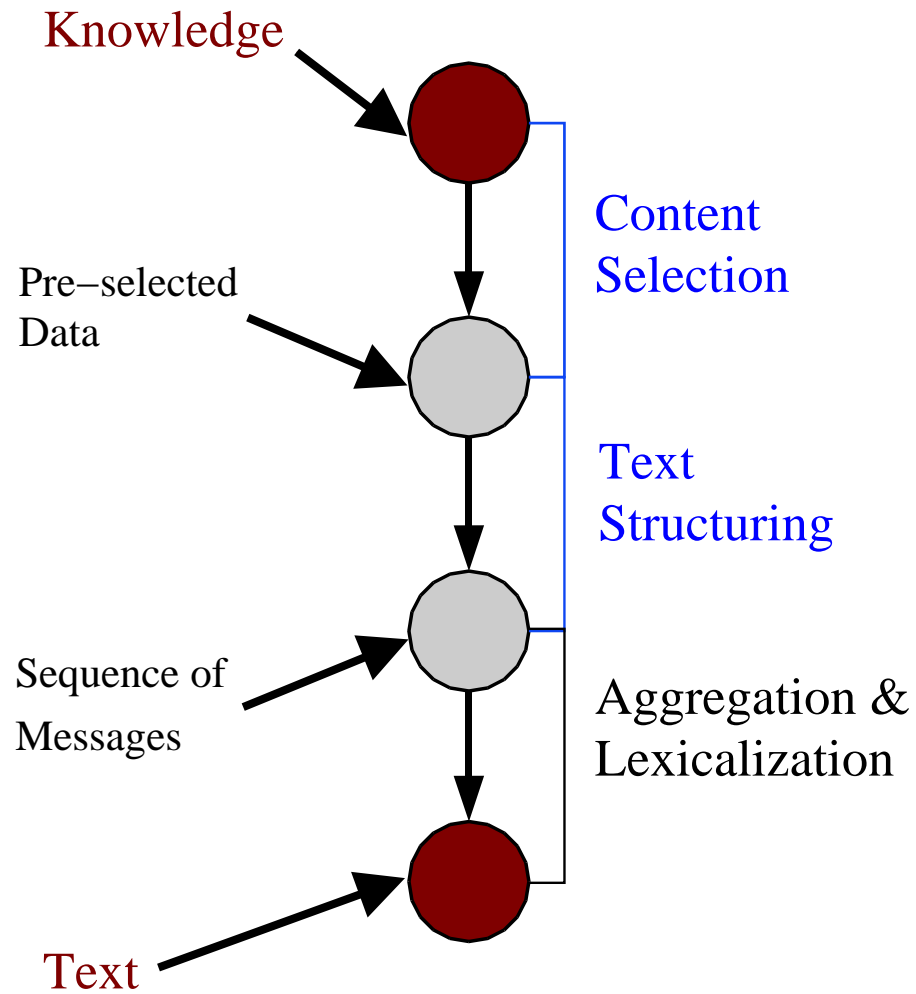 Knowledge
Content
Selection
Pre−selected
Data
Text
Structuring
Sequence of
Messages
Aggregation &
Lexicalization
Text